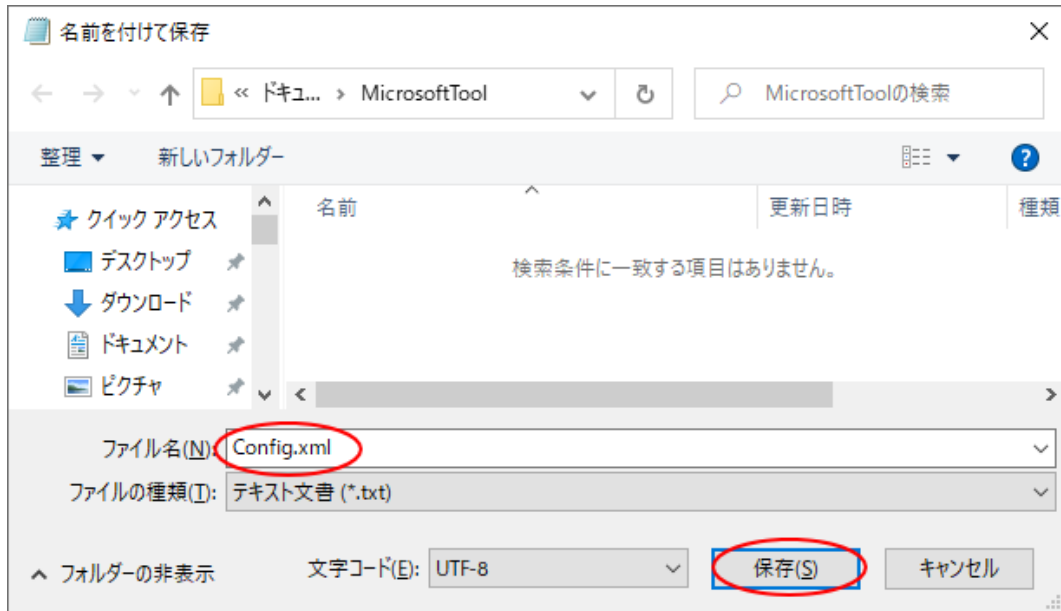 名前を付けて保存
« ドキュ... › MicrosoftTool
MicrosoftToolの検索
整理 新しいフォルダー
名前 更新日時 種類
クイック アクセス
検索条件に一致する項目はありません。
デスクトップ
ダウンロード
ドキュメント
ピクチャ
ファイル名(N): Config.xml
ファイルの種類(T): テキスト文書 (*.txt)
フォルダーの非表示 文字コード(E): UTF-8 保存(S) キャンセル